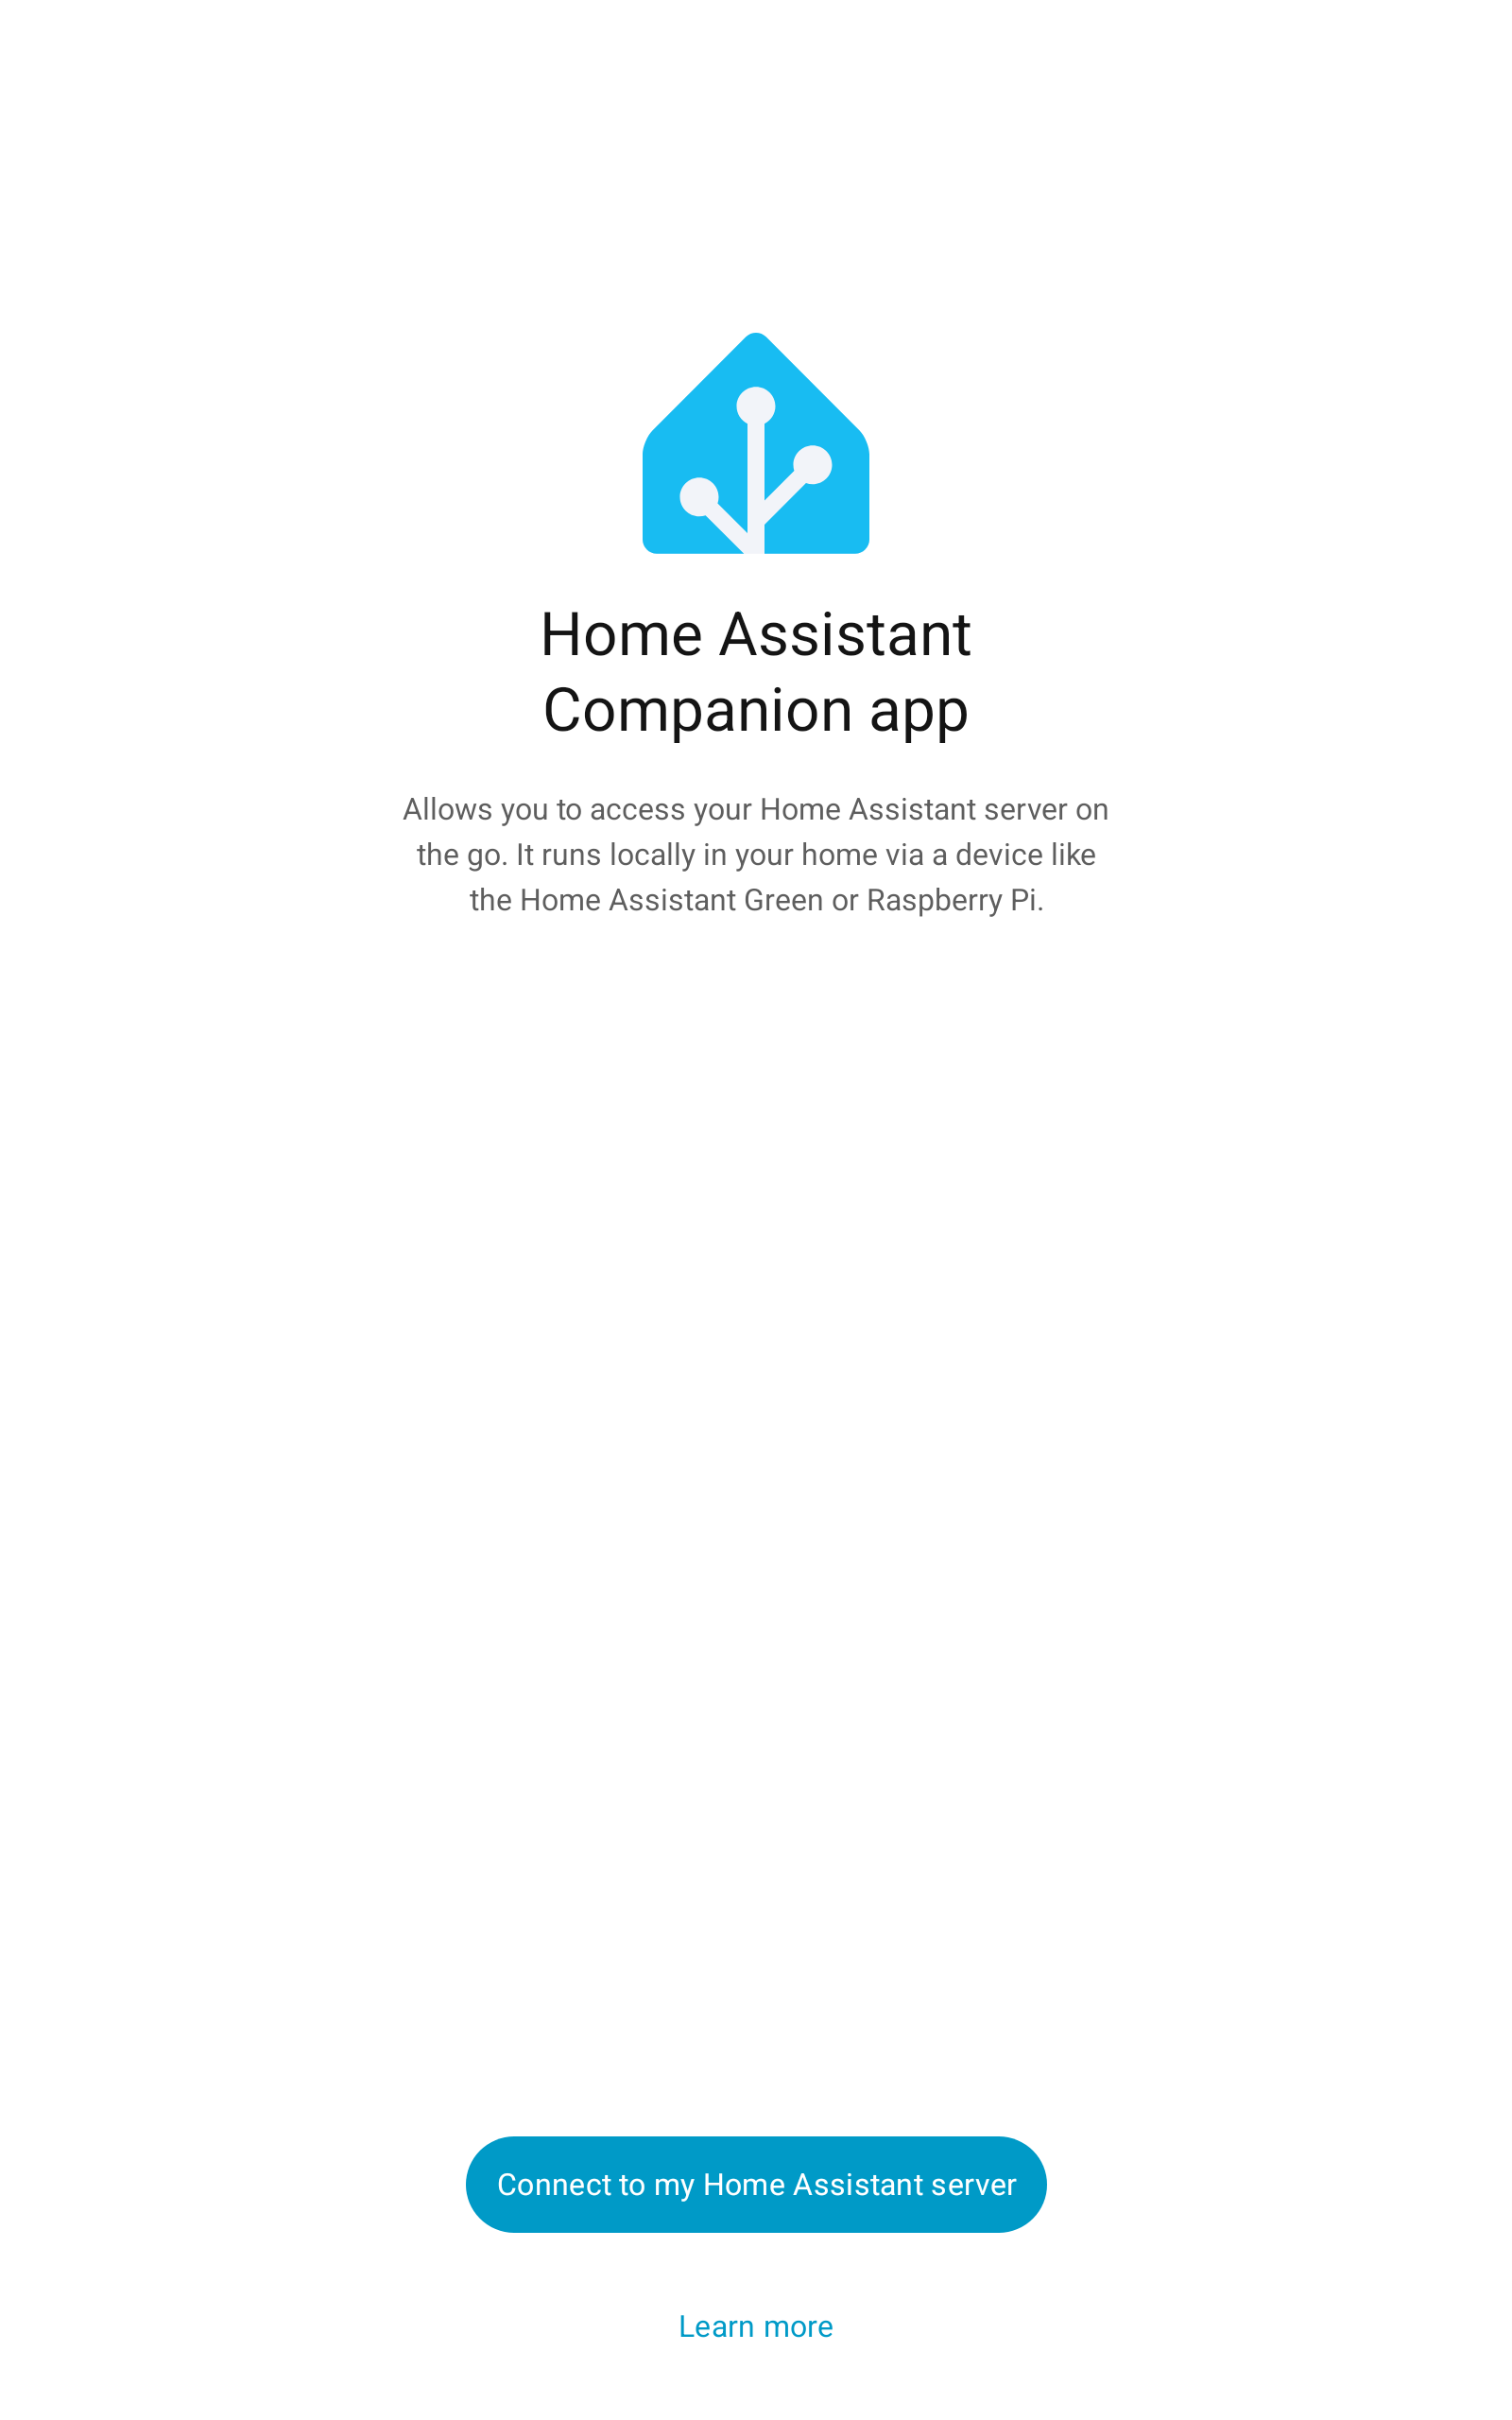 Home Assistant
Companion app
Allows you to access your Home Assistant server on
the go. It runs locally in your home via a device like
the Home Assistant Green or Raspberry Pi.
Connect to my Home Assistant server
Learn more